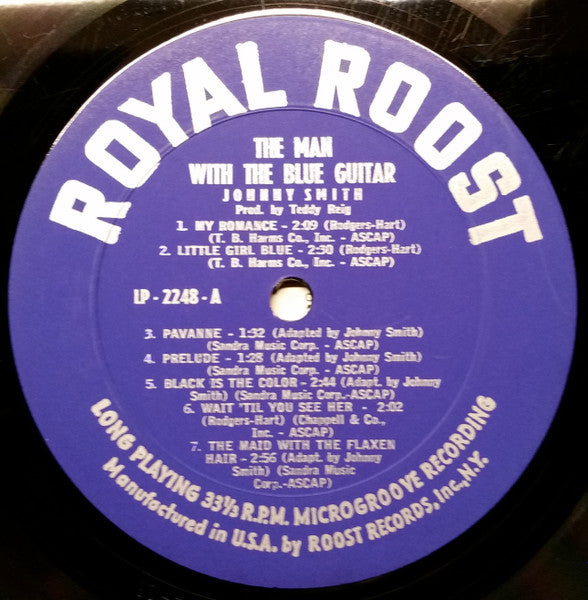 ROYAL ROOST
THE MAN
WITH THE BLUE GUITAR
JOHNNY SMITH
Prod. by Teddy Reig
1. MY ROMANCE - 2:09 (Rodgers-Hart)
(T. B. Harms Co., Inc. - ASCAP)
2. LITTLE GIRL BLUE - 2:30 (Rodgers-Hart)
(T. B. Harms Co., Inc. - ASCAP)
LP - 2248 - A
3. PAVANNE - 1:32 (Adapted by Johnny Smith)
(Sandra Music Corp. - ASCAP)
4. PRELUDE - 1:28 (Adapted by Johnny Smith)
(Sandra Music Corp. - ASCAP)
5. BLACK IS THE COLOR - 2:44 (Adapt. by Johnny
Smith) (Sandra Music Corp. - ASCAP)
6. WAIT 'TIL YOU SEE HER - 2:02
(Rodgers-Hart) (Chappell & Co.,
Inc. - ASCAP)
7. THE MAID WITH THE FLAXEN
HAIR - 2:56 (Adapt. by Johnny
Smith) (Sandra Music
Corp.-ASCAP)
LONG PLAYING 33⅓ R.P.M. MICROGROOVE RECORDING
Manufactured in U.S.A. by ROOST RECORDS, Inc., N.Y.